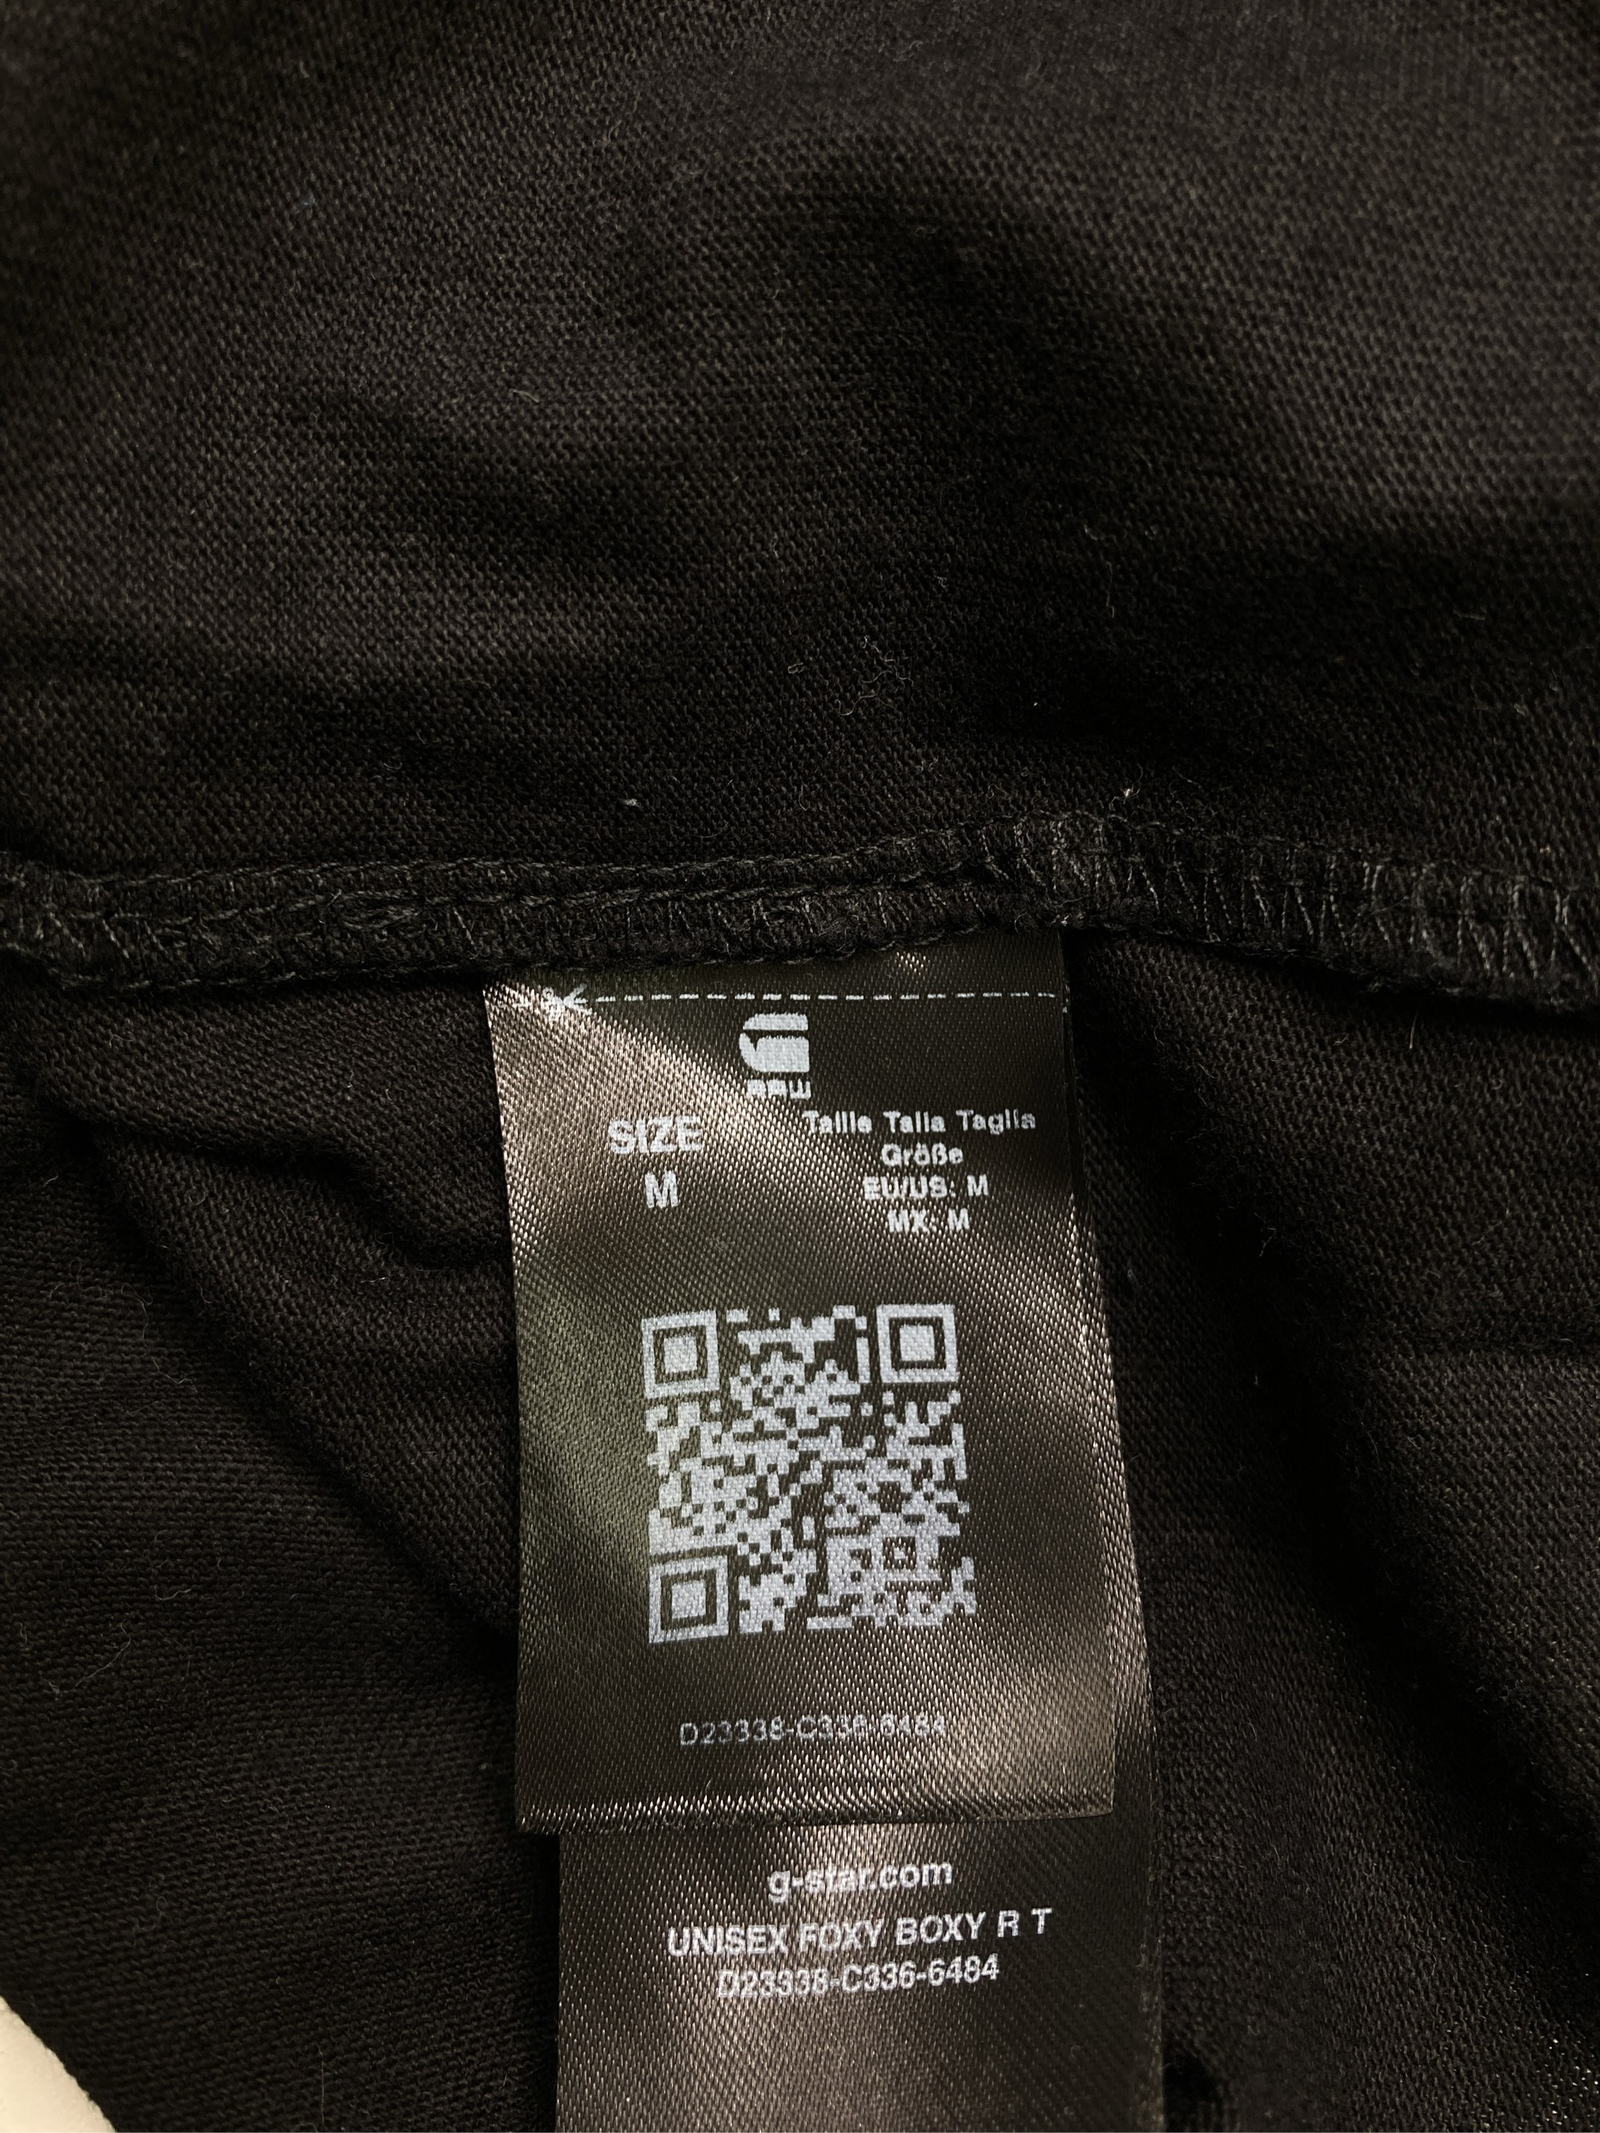 SIZE
M
Taille Talla Taglia
Größe
EU/US: M
MX: M
D23338-C336-6484
g-star.com
UNISEX FOXY BOXY R T
D23338-C336-6484